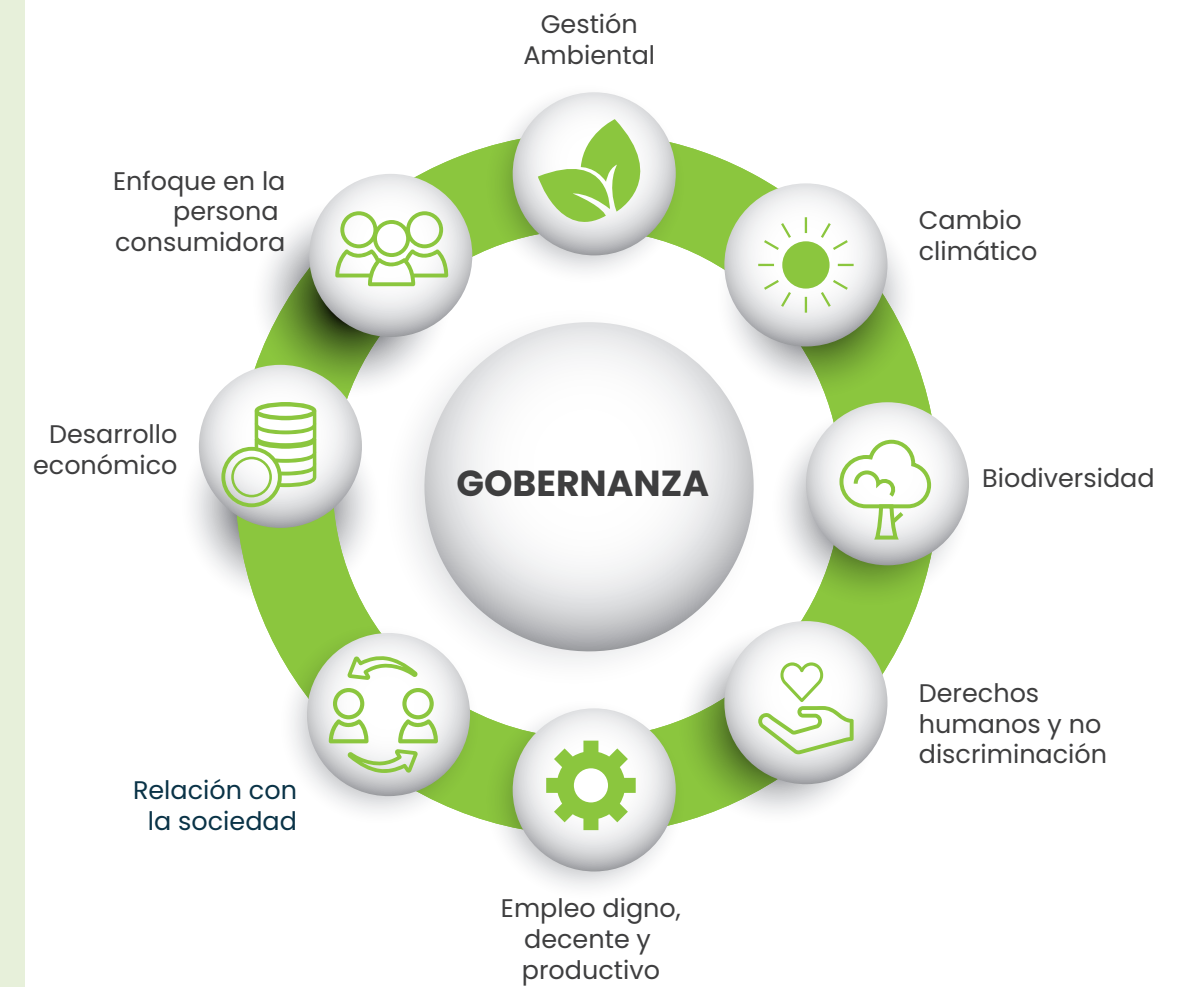 Gestión
Ambiental
Cambio
climático
Biodiversidad
Derechos
humanos y no
discriminación
Empleo digno,
decente y
productivo
Relación con
la sociedad
Desarrollo
económico
Enfoque en la
persona
consumidora
GOBERNANZA